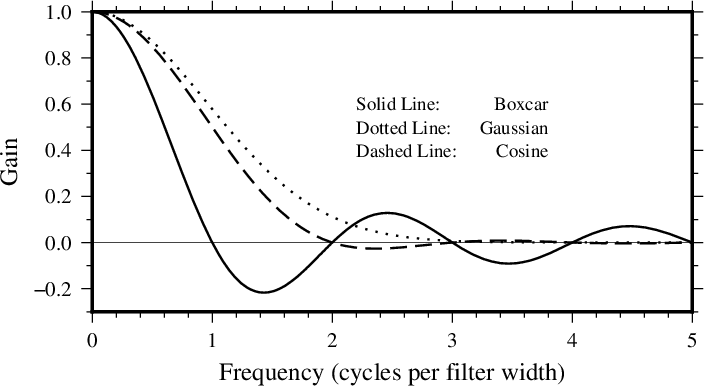 1.0
0.8
0.6
0.4
0.2
0.0
−0.2
Gain
Solid Line: Boxcar
Dotted Line: Gaussian
Dashed Line: Cosine
0 1 2 3 4 5
Frequency (cycles per filter width)